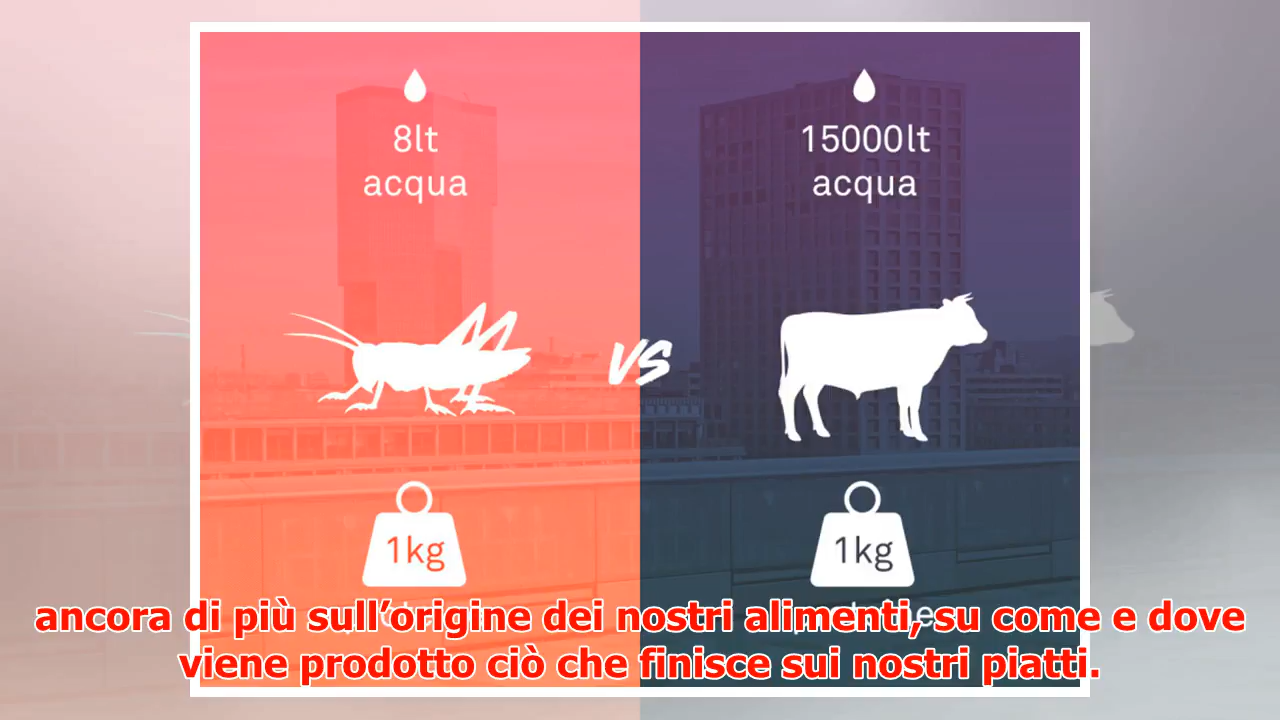 8lt
acqua
15000lt
acqua
VS
1kg
1kg
ancora di più sull’origine dei nostri alimenti, su come e dove
viene prodotto ciò che finisce sui nostri piatti.